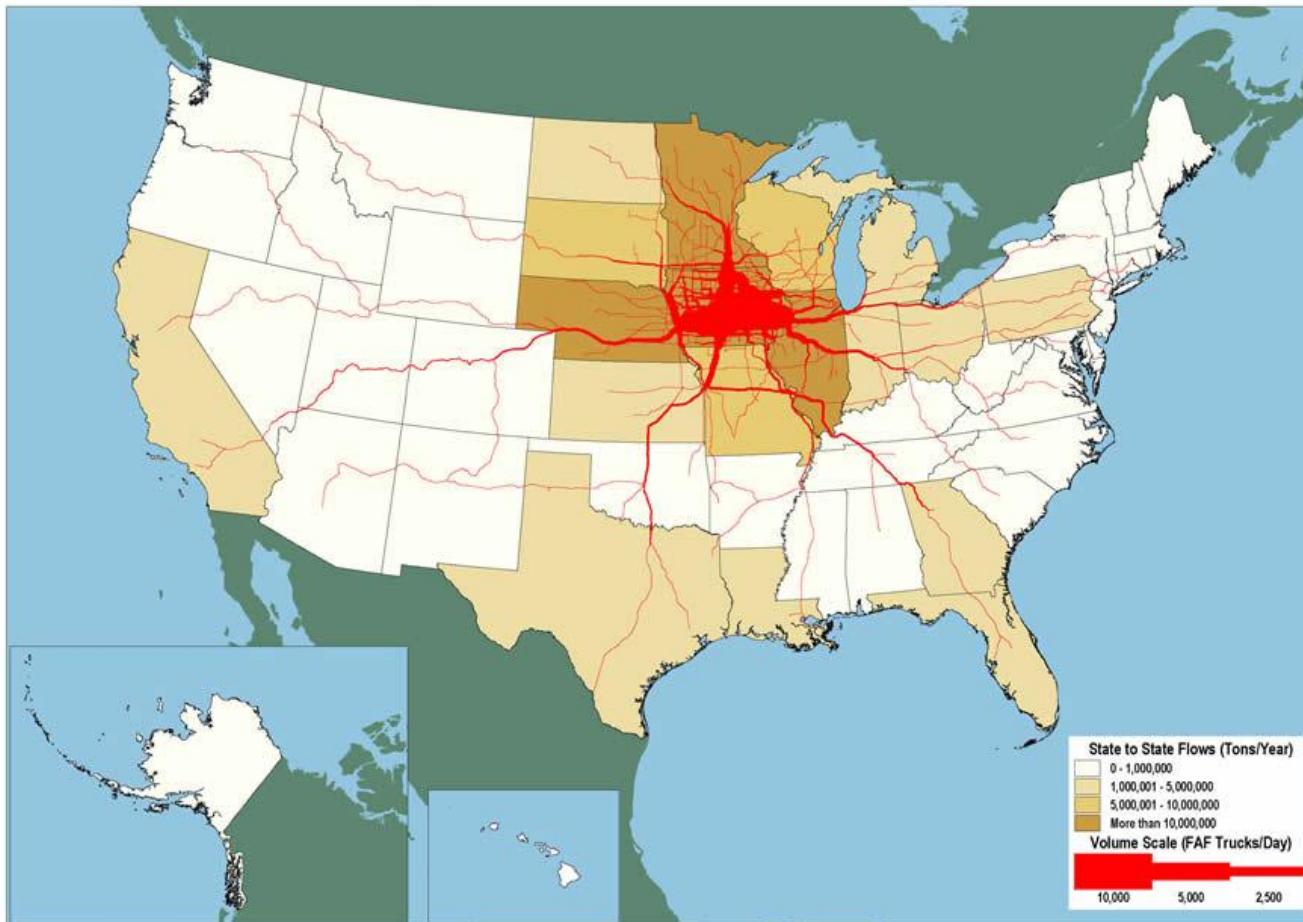 State to State Flows (Tons/Year)
0 - 1,000,000
1,000,001 - 5,000,000
5,000,001 - 10,000,000
More than 10,000,000
Volume Scale (FAF Trucks/Day)
10,000 5,000 2,500